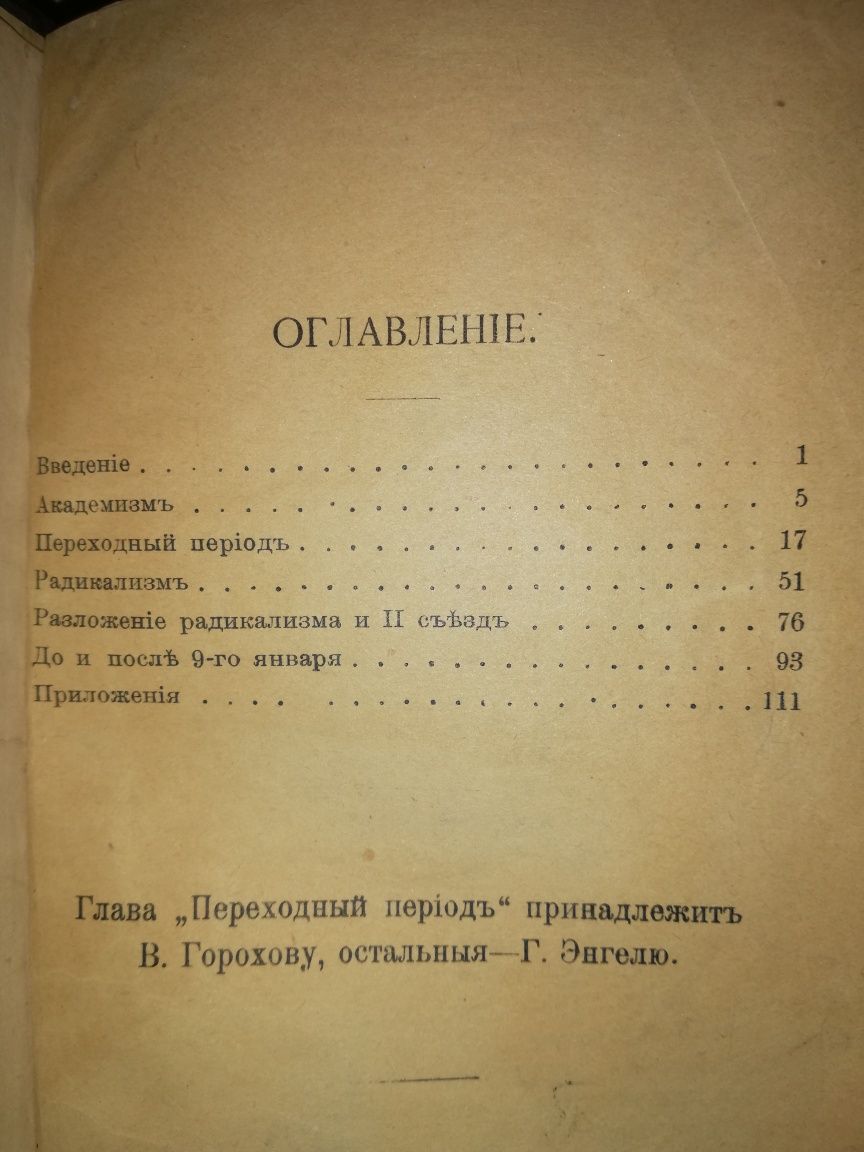 ОГЛАВЛЕНІЕ.
Введеніе . . . . . . . . . . . . . . . . . . . . . . . . 1
Академизмъ . . . . . . . . . . . . . . . . . . . . . . 5
Переходный періодъ . . . . . . . . . . . . . . . . . . 17
Радикализмъ . . . . . . . . . . . . . . . . . . . . . . 51
Разложеніе радикализма и II съѣздъ . . . . . . . . . 76
До и послѣ 9-го января . . . . . . . . . . . . . . . . 93
Приложенія . . . . . . . . . . . . . . . . . . . . . 111
Глава „Переходный періодъ“ принадлежитъ
В. Горохову, остальныя—Г. Энгелю.